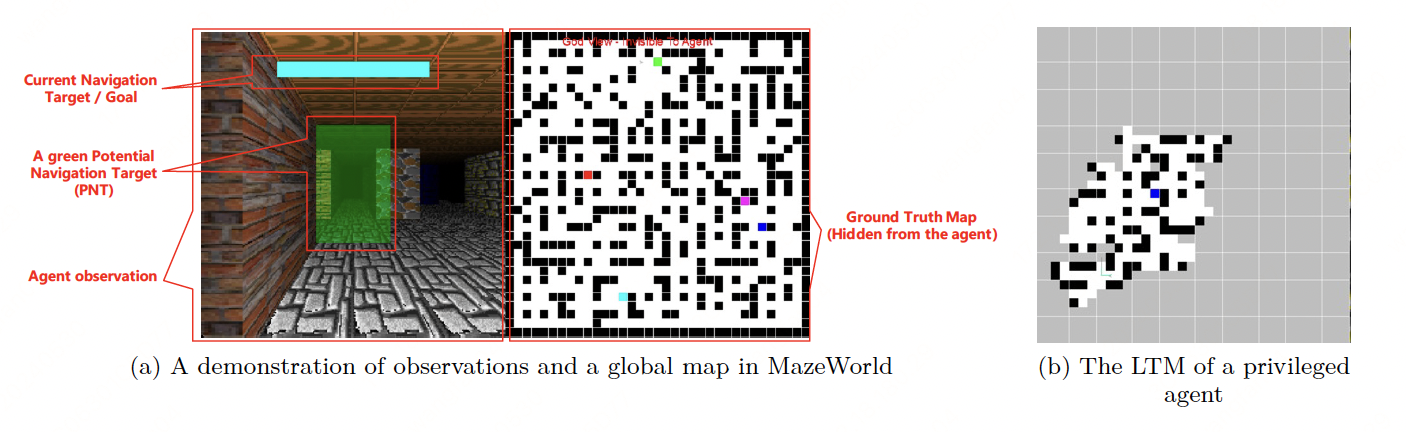 God View - Invisible To Agent
Current Navigation
Target / Goal
A green Potential
Navigation Target
(PNT)
Agent observation
Ground Truth Map
(Hidden from the agent)
(a) A demonstration of observations and a global map in MazeWorld
(b) The LTM of a privileged
agent